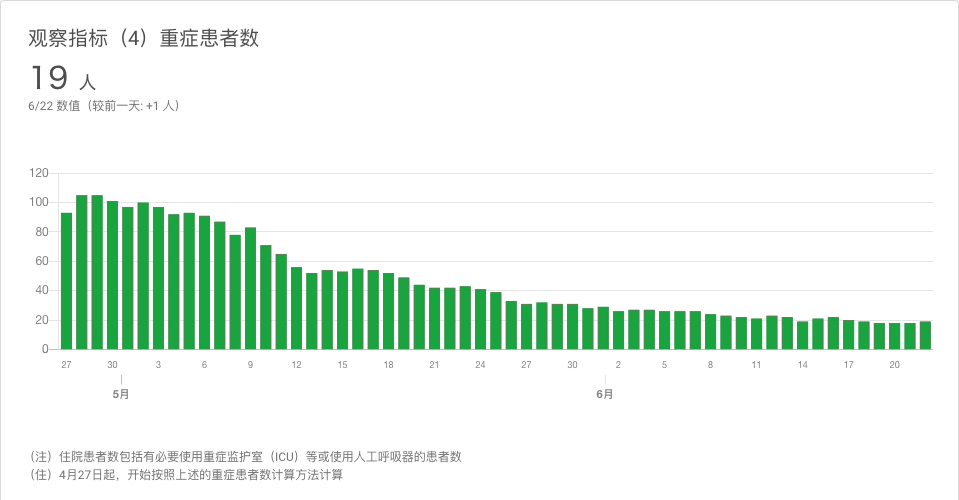 观察指标（4）重症患者数
19 人
6/22 数值（较前一天: +1 人）
120
100
80
60
40
20
0
27 30 3 6 9 12 15 18 21 24 27 30 2 5 8 11 14 17 20
5月 6月
（注）住院患者数包括有必要使用重症监护室（ICU）等或使用人工呼吸器的患者数
（住）4月27日起，开始按照上述的重症患者数计算方法计算